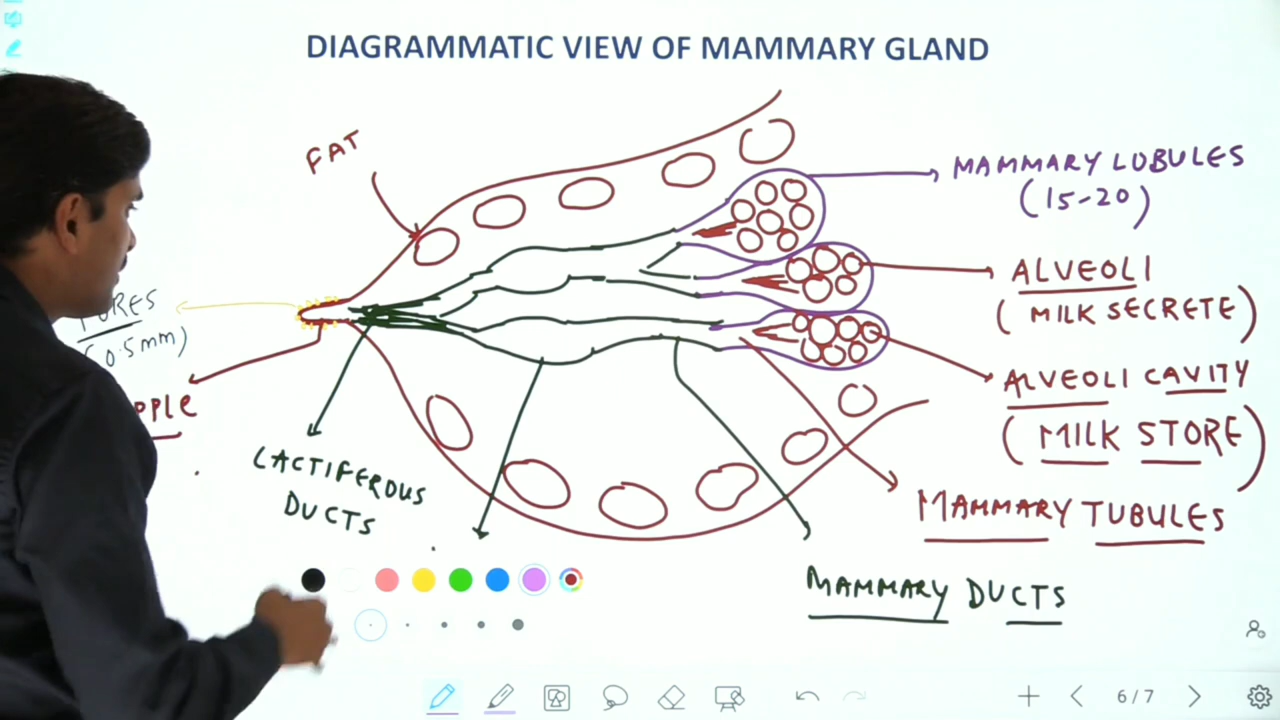 DIAGRAMMATIC VIEW OF MAMMARY GLAND
FAT
MAMMARY LOBULES
(15-20)
ALVEOLI
(MILK SECRETE)
ALVEOLI CAVITY
(MILK STORE)
MAMMARY TUBULES
MAMMARY DUCTS
LACTIFEROUS
DUCTS
(0.5mm)
6/7